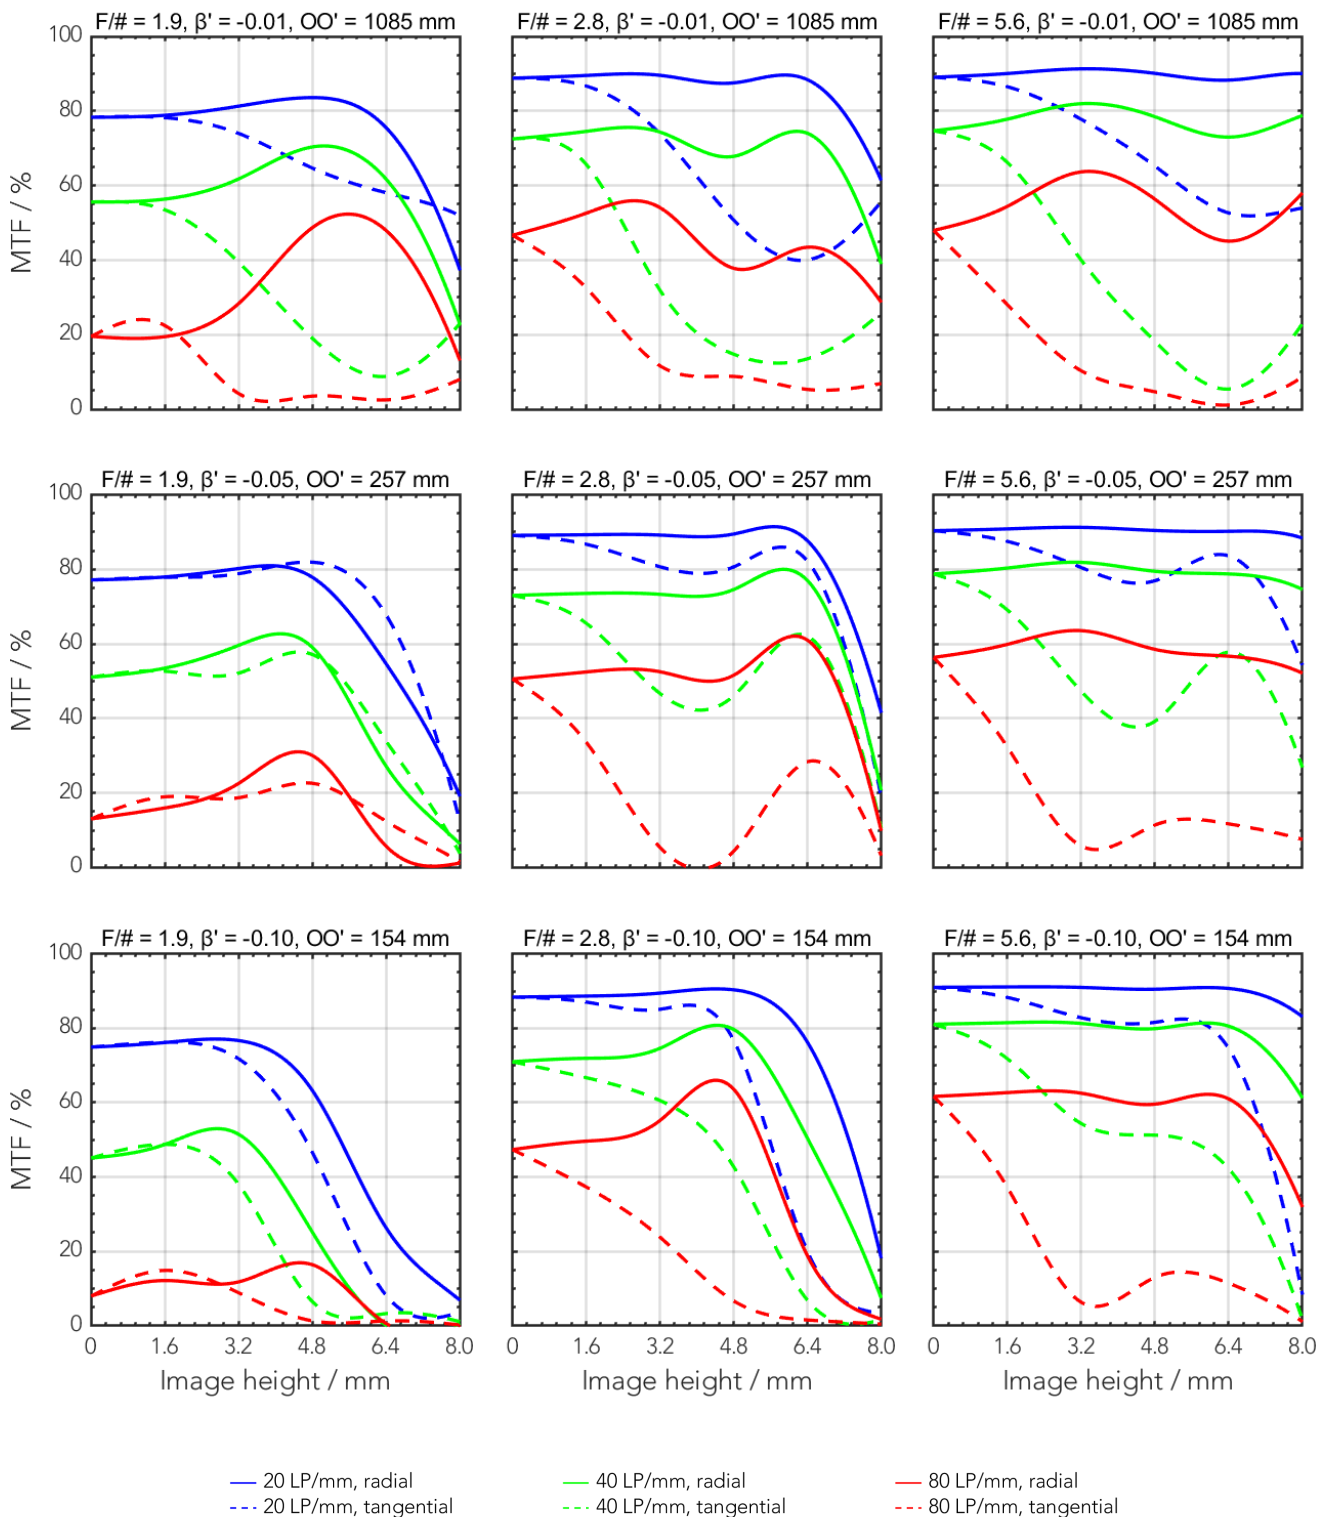 F/# = 1.9, β' = -0.01, OO' = 1085 mm
F/# = 2.8, β' = -0.01, OO' = 1085 mm
F/# = 5.6, β' = -0.01, OO' = 1085 mm
100
80
60
40
20
0
MTF / %
F/# = 1.9, β' = -0.05, OO' = 257 mm
F/# = 2.8, β' = -0.05, OO' = 257 mm
F/# = 5.6, β' = -0.05, OO' = 257 mm
100
80
60
40
20
0
MTF / %
F/# = 1.9, β' = -0.10, OO' = 154 mm
F/# = 2.8, β' = -0.10, OO' = 154 mm
F/# = 5.6, β' = -0.10, OO' = 154 mm
100
80
60
40
20
0
MTF / %
0 1.6 3.2 4.8 6.4 8.0
0 1.6 3.2 4.8 6.4 8.0
0 1.6 3.2 4.8 6.4 8.0
Image height / mm
Image height / mm
Image height / mm
20 LP/mm, radial
40 LP/mm, radial
80 LP/mm, radial
20 LP/mm, tangential
40 LP/mm, tangential
80 LP/mm, tangential